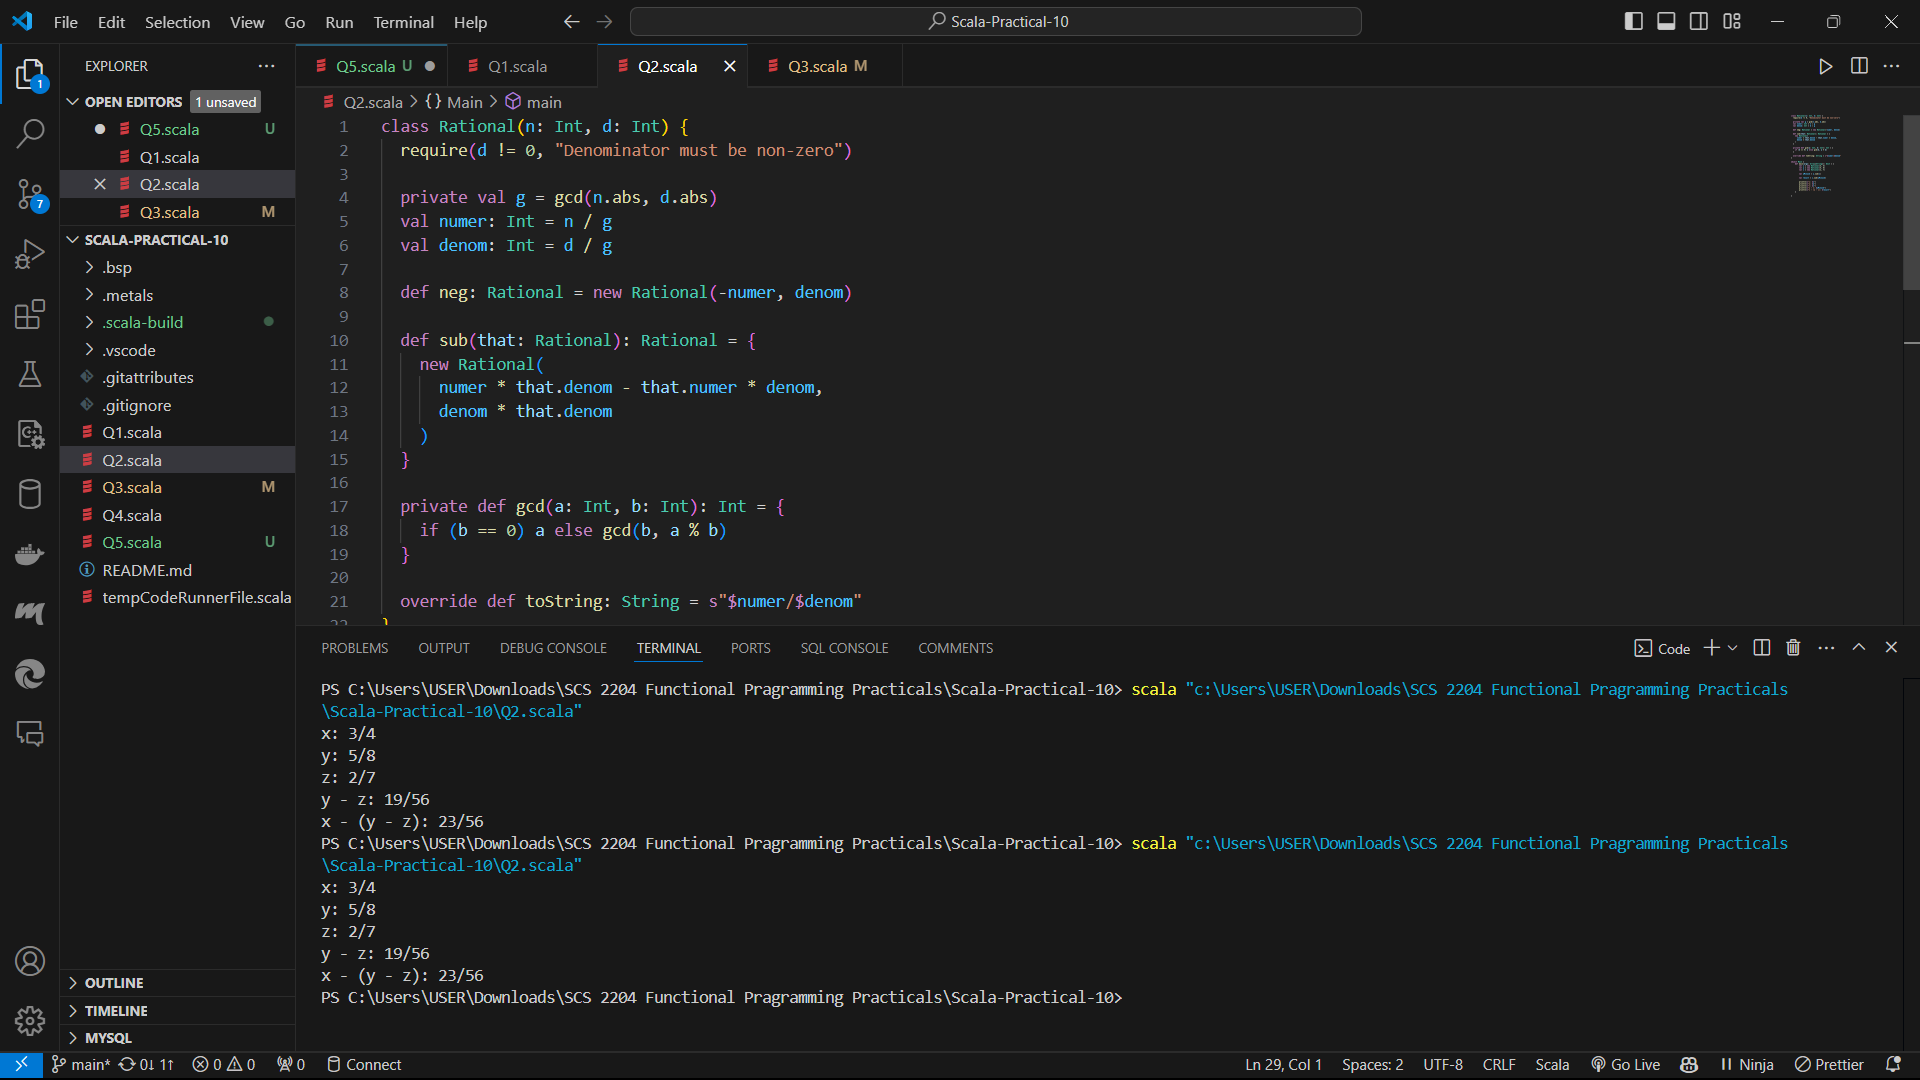 File Edit Selection View Go Run Terminal Help
Scala-Practical-10
EXPLORER
OPEN EDITORS 1 unsaved
Q5.scala U
Q1.scala
Q2.scala
Q3.scala M
SCALA-PRACTICAL-10
.bsp
.metals
.scala-build
.vscode
.gitattributes
.gitignore
Q1.scala
Q2.scala
Q3.scala M
Q4.scala
Q5.scala U
README.md
tempCodeRunnerFile.scala
OUTLINE
TIMELINE
MYSQL
1
7
Q5.scala U
Q1.scala
Q2.scala
Q3.scala M
Q2.scala > {} Main > main
1 class Rational(n: Int, d: Int) {
2 require(d != 0, "Denominator must be non-zero")
3
4 private val g = gcd(n.abs, d.abs)
5 val numer: Int = n / g
6 val denom: Int = d / g
7
8 def neg: Rational = new Rational(-numer, denom)
9
10 def sub(that: Rational): Rational = {
11 new Rational(
12 numer * that.denom - that.numer * denom,
13 denom * that.denom
14 )
15 }
16
17 private def gcd(a: Int, b: Int): Int = {
18 if (b == 0) a else gcd(b, a % b)
19 }
20
21 override def toString: String = s"$numer/$denom"
22 }
PROBLEMS OUTPUT DEBUG CONSOLE TERMINAL PORTS SQL CONSOLE COMMENTS
Code
PS C:\Users\USER\Downloads\SCS 2204 Functional Pragramming Practicals\Scala-Practical-10> scala "c:\Users\USER\Downloads\SCS 2204 Functional Pragramming Practicals
\Scala-Practical-10\Q2.scala"
x: 3/4
y: 5/8
z: 2/7
y - z: 19/56
x - (y - z): 23/56
PS C:\Users\USER\Downloads\SCS 2204 Functional Pragramming Practicals\Scala-Practical-10> scala "c:\Users\USER\Downloads\SCS 2204 Functional Pragramming Practicals
\Scala-Practical-10\Q2.scala"
x: 3/4
y: 5/8
z: 2/7
y - z: 19/56
x - (y - z): 23/56
PS C:\Users\USER\Downloads\SCS 2204 Functional Pragramming Practicals\Scala-Practical-10>
main* 0↓ 1↑ 0 0 0 Connect
Ln 29, Col 1 Spaces: 2 UTF-8 CRLF Scala Go Live Ninja Prettier